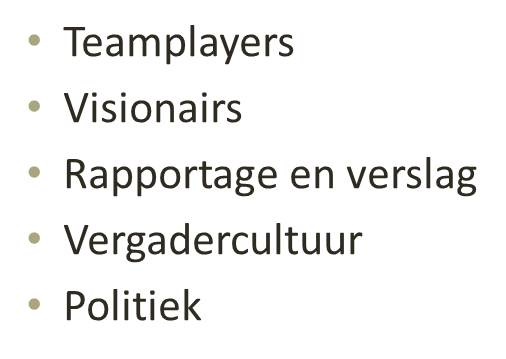 • Teamplayers
• Visionairs
• Rapportage en verslag
• Vergadercultuur
• Politiek